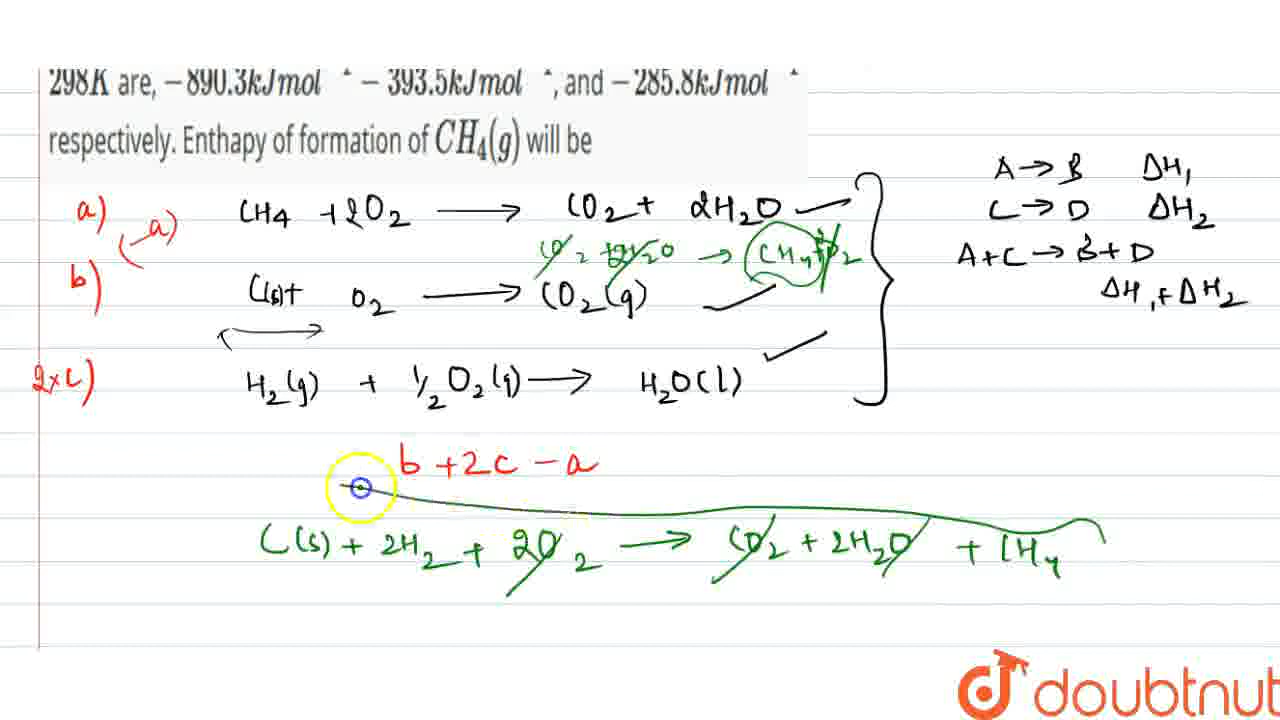 298K are, −890.3kJmol ⁻¹ − 393.5kJmol ⁻¹, and −285.8kJmol ⁻¹
respectively. Enthapy of formation of CH₄(g) will be
a) CH₄ + 2O₂ ⟶ CO₂ + 2H₂O
(−a) CO₂ + 2H₂O → CH₄ + 2O₂
b) C(s) + O₂ ⟶ CO₂(g)
2×c) H₂(g) + 1/2 O₂(g) ⟶ H₂O(l)
A → B ΔH₁
C → D ΔH₂
A+C → B+D
ΔH₁ + ΔH₂
b + 2c − a
C(s) + 2H₂ + 2O₂ ⟶ CO₂ + 2H₂O + CH₄
doubtnut